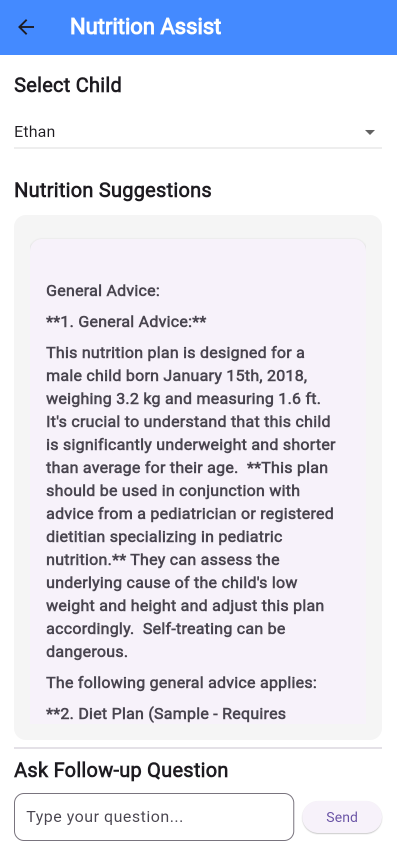 Nutrition Assist
Select Child
Ethan
Nutrition Suggestions
General Advice:
**1. General Advice:**
This nutrition plan is designed for a
male child born January 15th, 2018,
weighing 3.2 kg and measuring 1.6 ft.
It's crucial to understand that this child
is significantly underweight and shorter
than average for their age.  **This plan
should be used in conjunction with
advice from a pediatrician or registered
dietitian specializing in pediatric
nutrition.** They can assess the
underlying cause of the child's low
weight and height and adjust this plan
accordingly.  Self-treating can be
dangerous.
The following general advice applies:
**2. Diet Plan (Sample - Requires
Ask Follow-up Question
Type your question...
Send